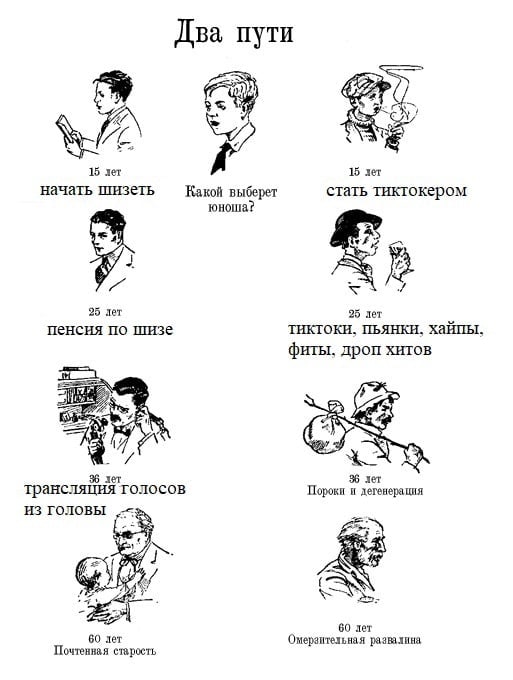 Два пути
15 лет
начать шизеть
Какой выберет
юноша?
15 лет
стать тиктокером
25 лет
пенсия по шизе
25 лет
тиктоки, пьянки, хайпы,
фиты, дроп хитов
36 лет
трансляция голосов
из головы
36 лет
Пороки и дегенерация
60 лет
Почтенная старость
60 лет
Омерзительная развалина